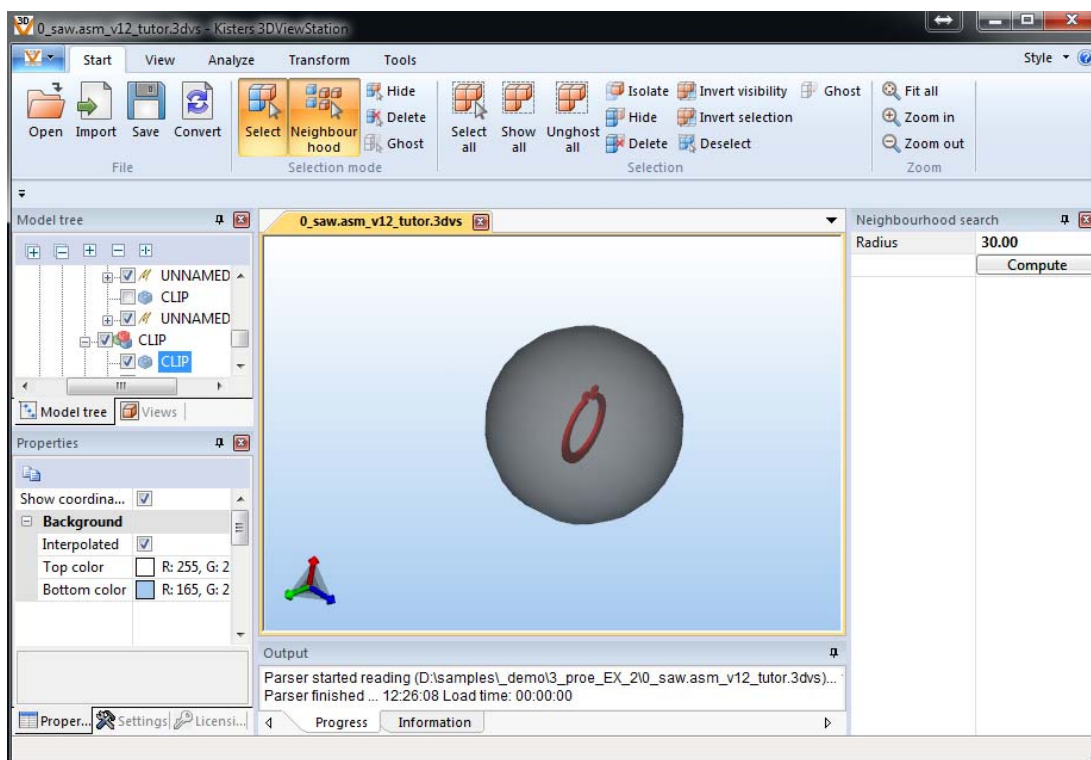 0_saw.asm_v12_tutor.3dvs - Kisters 3DViewStation
Start View Analyze Transform Tools Style
Open Import Save Convert
File
Select Neighbour hood
Hide
Delete
Ghost
Selection mode
Select all Show all Unghost all
Isolate Invert visibility Ghost
Hide Invert selection
Delete Deselect
Selection
Fit all
Zoom in
Zoom out
Zoom
Model tree
UNNAMED
CLIP
UNNAMED
CLIP
CLIP
Model tree Views
Properties
Show coordina...
Background
Interpolated
Top color R: 255, G: 2
Bottom color R: 165, G: 2
Proper... Settings Licensi...
0_saw.asm_v12_tutor.3dvs
Output
Parser started reading (D:\samples\_demo\3_proe_EX_2\0_saw.asm_v12_tutor.3dvs)...
Parser finished ... 12:26:08 Load time: 00:00:00
Progress Information
Neighbourhood search
Radius 30.00
Compute